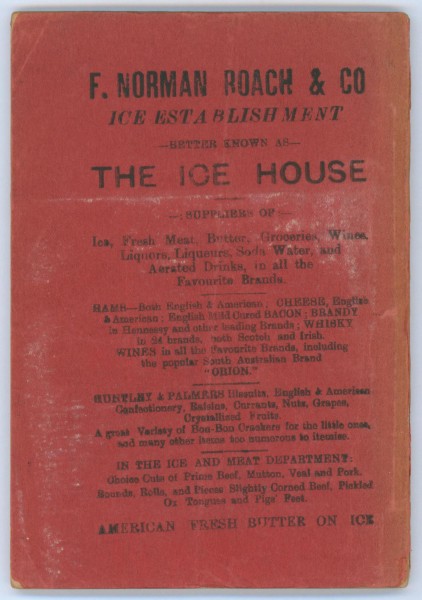 F. NORMAN ROACH & CO
ICE ESTABLISHMENT
—BETTER KNOWN AS—
THE ICE HOUSE
—SUPPLIERS OF—
Ice, Fresh Meat, Butter, Groceries, Wines,
Liquors, Liqueurs, Soda Water, and
Aerated Drinks, in all the
Favourite Brands.
HAMS—Both English & American; CHEESE, English
& American; English Mild Cured BACON; BRANDY
in Hennessy and other leading Brands; WHISKY
in 24 brands, both Scotch and Irish.
WINES in all the Favourite Brands, including
the popular South Australian Brand
"ORION."
HUNTLEY & PALMERS Biscuits, English & American
Confectionery, Raisins, Currants, Nuts, Grapes,
Crystallised Fruits.
A great Variety of Bon-Bon Crackers for the little ones,
and many other items too numerous to itemise.
IN THE ICE AND MEAT DEPARTMENT:
Choice Cuts of Prime Beef, Mutton, Veal and Pork.
Rounds, Rolls, and Pieces Slightly Corned Beef, Pickled
Ox Tongues and Pigs' Feet.
AMERICAN FRESH BUTTER ON ICE